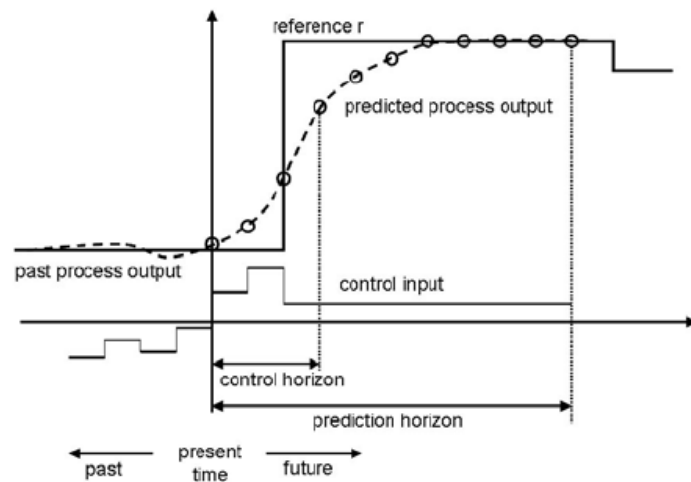 reference r
predicted process output
past process output
control input
control horizon
prediction horizon
past
present
time
future